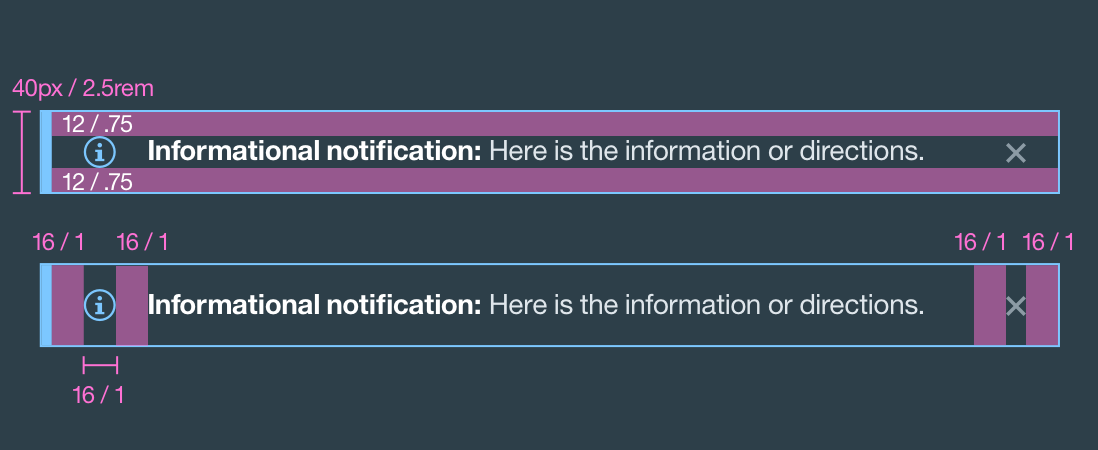 40px / 2.5rem
12 / .75
Informational notification: Here is the information or directions.
12 / .75
16 / 1 16 / 1 16 / 1 16 / 1
Informational notification: Here is the information or directions.
16 / 1